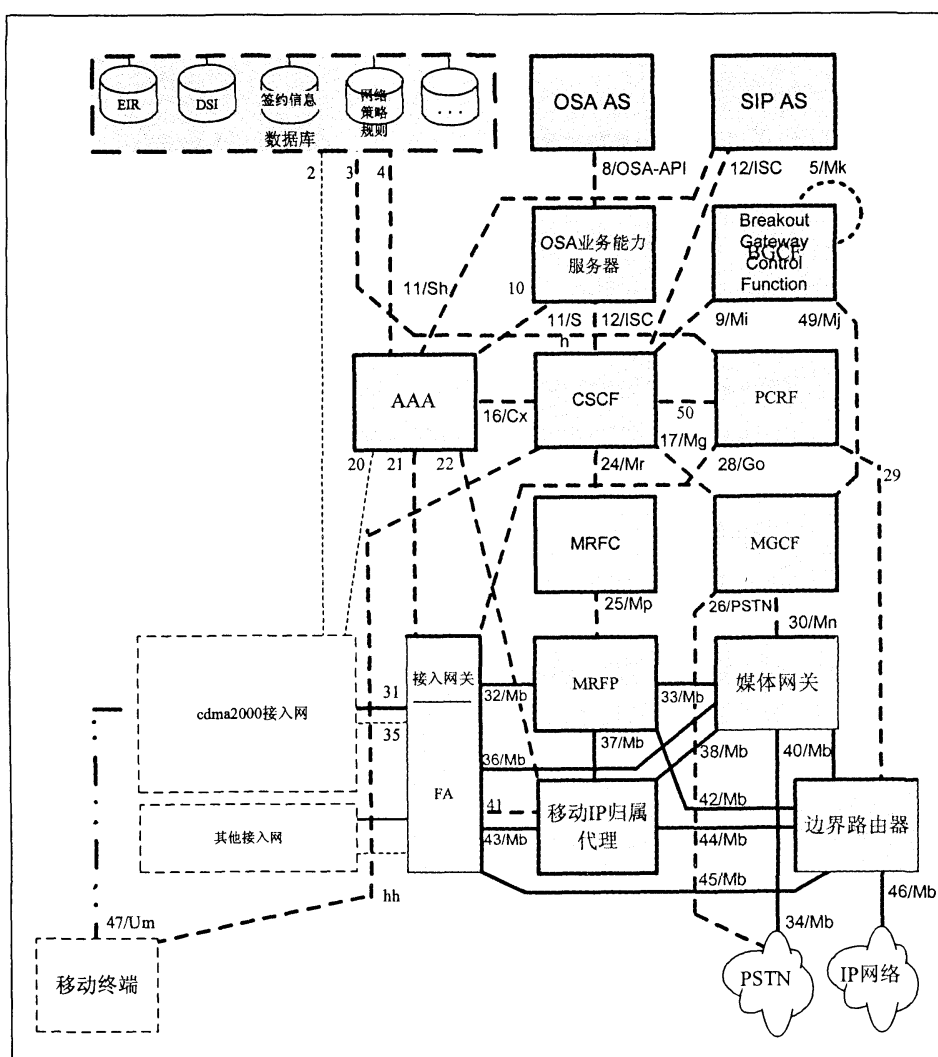 EIR
DSI
签约信息
网络
策略
规则
. . .
数据库
OSA AS
SIP AS
2
3
4
8/OSA-API
12/ISC
5/Mk
OSA业务能力
服务器
Breakout
Gateway
BGCF
Control
Function
11/Sh
10
11/S
h
12/ISC
9/Mi
49/Mj
AAA
16/Cx
CSCF
50
PCRF
17/Mg
20
21
22
24/Mr
28/Go
29
MRFC
MGCF
25/Mp
26/PSTN
30/Mn
cdma2000接入网
31
35
接入网关
32/Mb
MRFP
33/Mb
媒体网关
36/Mb
37/Mb
38/Mb
40/Mb
FA
其他接入网
41
43/Mb
移动IP归属
代理
42/Mb
44/Mb
边界路由器
45/Mb
46/Mb
hh
47/Um
34/Mb
移动终端
PSTN
IP网络